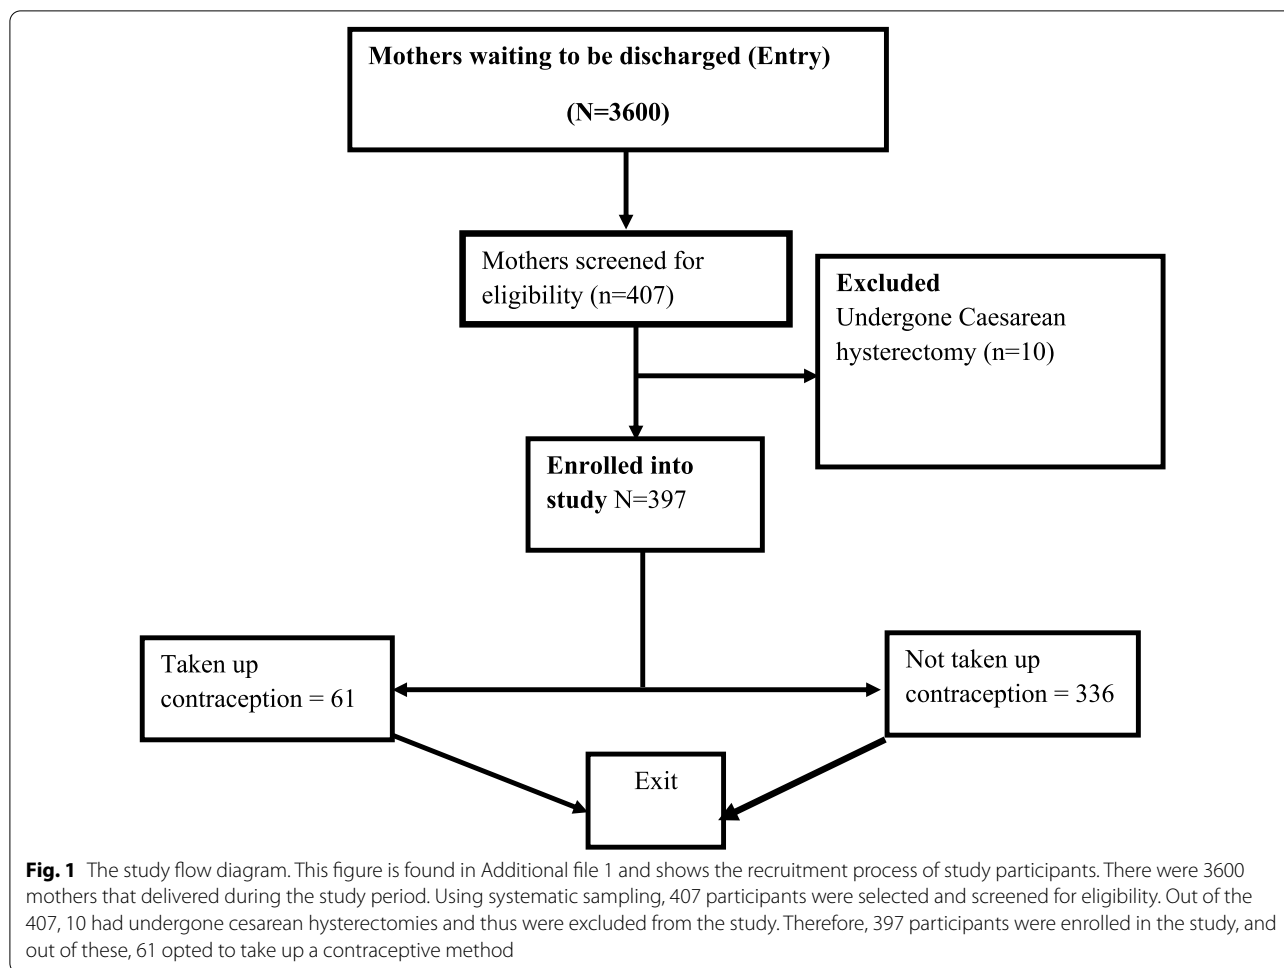 Mothers waiting to be discharged (Entry)
(N=3600)
Mothers screened for
eligibility (n=407)
Excluded
Undergone Caesarean
hysterectomy (n=10)
Enrolled into
study N=397
Taken up
contraception = 61
Not taken up
contraception = 336
Exit
Fig. 1 The study flow diagram. This figure is found in Additional file 1 and shows the recruitment process of study participants. There were 3600
mothers that delivered during the study period. Using systematic sampling, 407 participants were selected and screened for eligibility. Out of the
407, 10 had undergone cesarean hysterectomies and thus were excluded from the study. Therefore, 397 participants were enrolled in the study, and
out of these, 61 opted to take up a contraceptive method